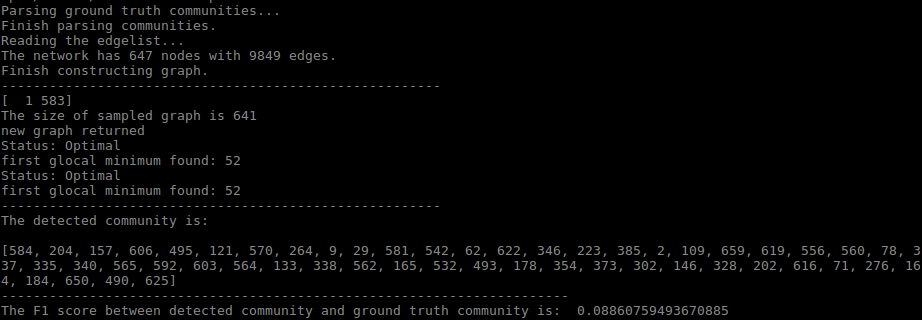 Parsing ground truth communities...
Finish parsing communities.
Reading the edgelist...
The network has 647 nodes with 9849 edges.
Finish constructing graph.
-------------------------------------------------------
[  1 583]
The size of sampled graph is 641
new graph returned
Status: Optimal
first glocal minimum found: 52
Status: Optimal
first glocal minimum found: 52
-------------------------------------------------------
The detected community is:
[584, 204, 157, 606, 495, 121, 570, 264, 9, 29, 581, 542, 62, 622, 346, 223, 385, 2, 109, 659, 619, 556, 560, 78, 3
37, 335, 340, 565, 592, 603, 564, 133, 338, 562, 165, 532, 493, 178, 354, 373, 302, 146, 328, 202, 616, 71, 276, 16
4, 184, 650, 490, 625]
-----------------------------------------------------------------------
The F1 score between detected community and ground truth community is:  0.08860759493670885